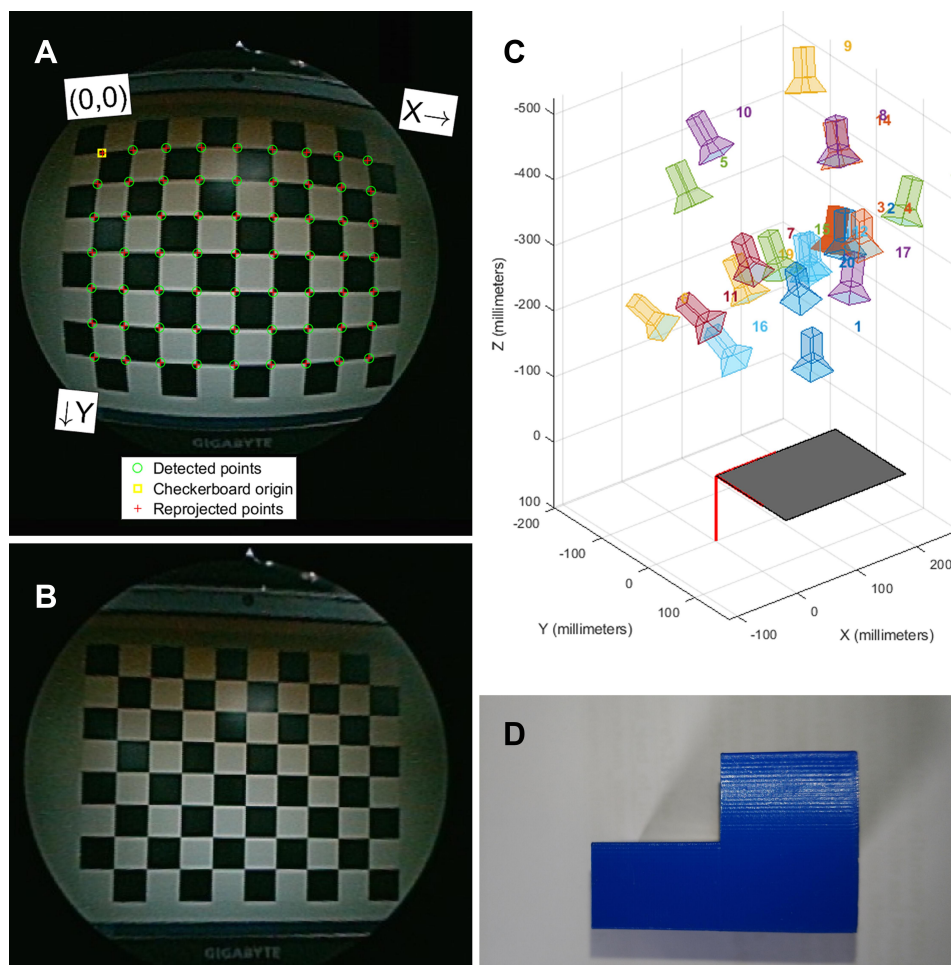 A
(0,0)
X→
↓Y
GIGABYTE
Detected points
Checkerboard origin
Reprojected points
B
GIGABYTE
C
-500
-400
-300
-200
-100
0
100
Z (millimeters)
-200
-100
0
100
Y (millimeters)
-100
0
100
200
X (millimeters)
9
10
8
14
5
3
2
4
7
15
17
19
20
11
1
16
D